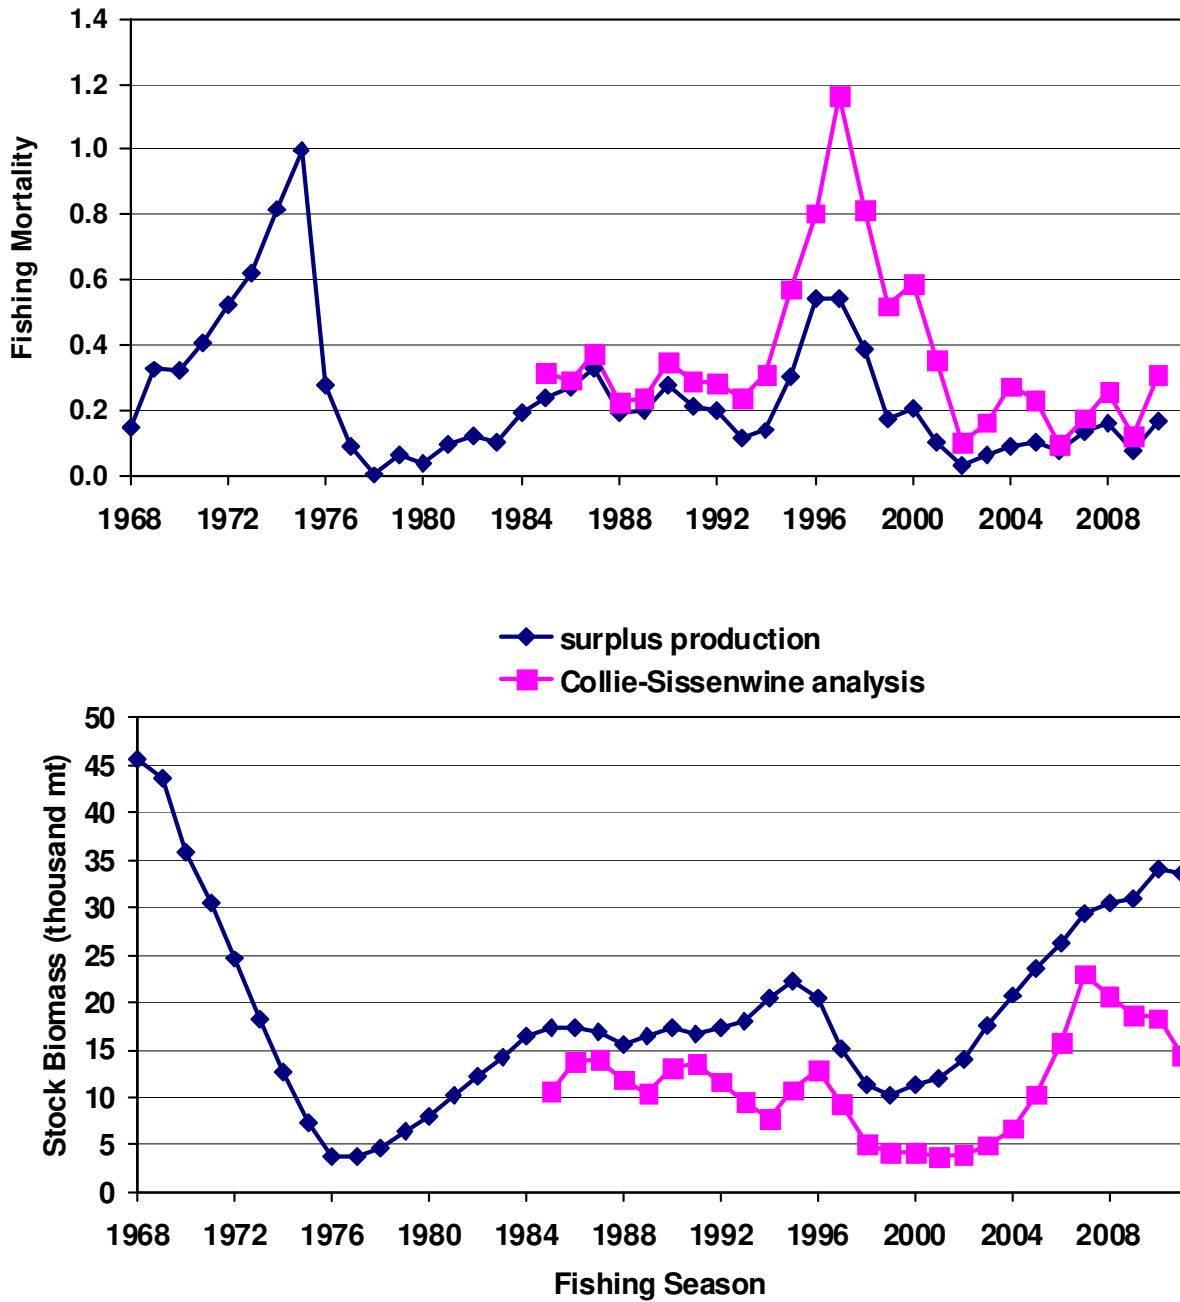 1.4
1.2
1.0
0.8
0.6
0.4
0.2
0.0
Fishing Mortality
1968 1972 1976 1980 1984 1988 1992 1996 2000 2004 2008
surplus production
Collie-Sissenwine analysis
50
45
40
35
30
25
20
15
10
5
0
Stock Biomass (thousand mt)
1968 1972 1976 1980 1984 1988 1992 1996 2000 2004 2008
Fishing Season